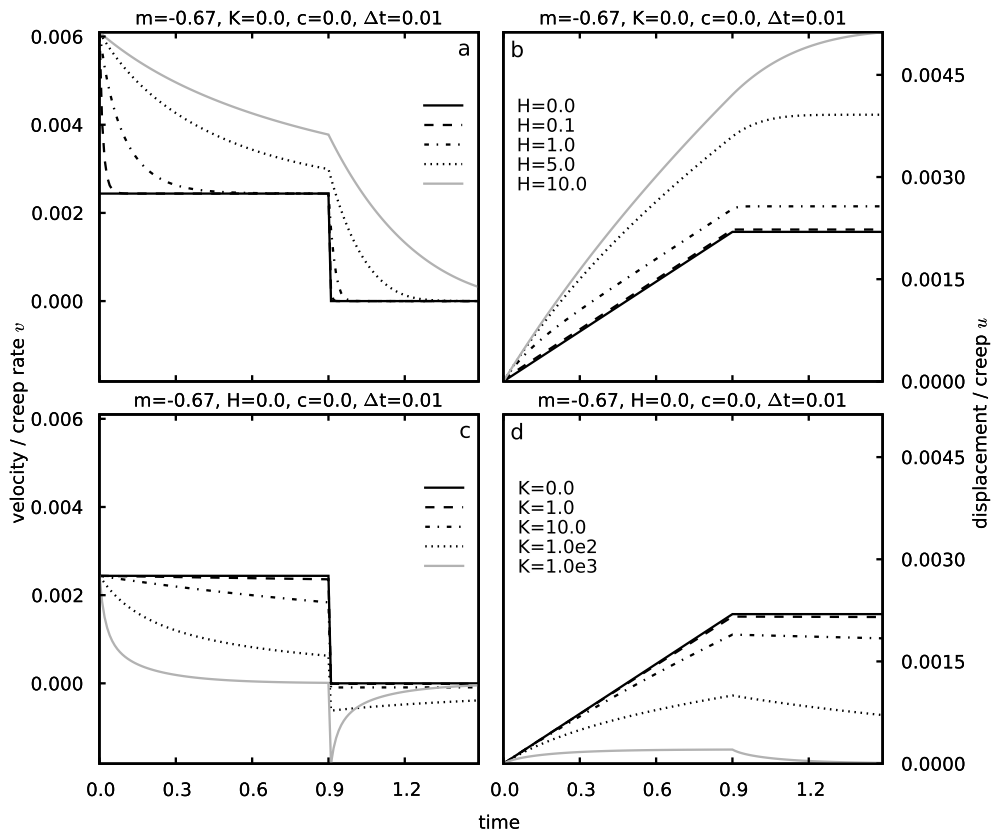 m=-0.67, K=0.0, c=0.0, Δt=0.01
m=-0.67, K=0.0, c=0.0, Δt=0.01
0.006
0.004
0.002
0.000
a
b
H=0.0
H=0.1
H=1.0
H=5.0
H=10.0
0.0045
0.0030
0.0015
0.0000
m=-0.67, H=0.0, c=0.0, Δt=0.01
m=-0.67, H=0.0, c=0.0, Δt=0.01
0.006
0.004
0.002
0.000
c
d
K=0.0
K=1.0
K=10.0
K=1.0e2
K=1.0e3
0.0045
0.0030
0.0015
0.0000
0.0
0.3
0.6
0.9
1.2
0.0
0.3
0.6
0.9
1.2
time
velocity / creep rate v
displacement / creep u